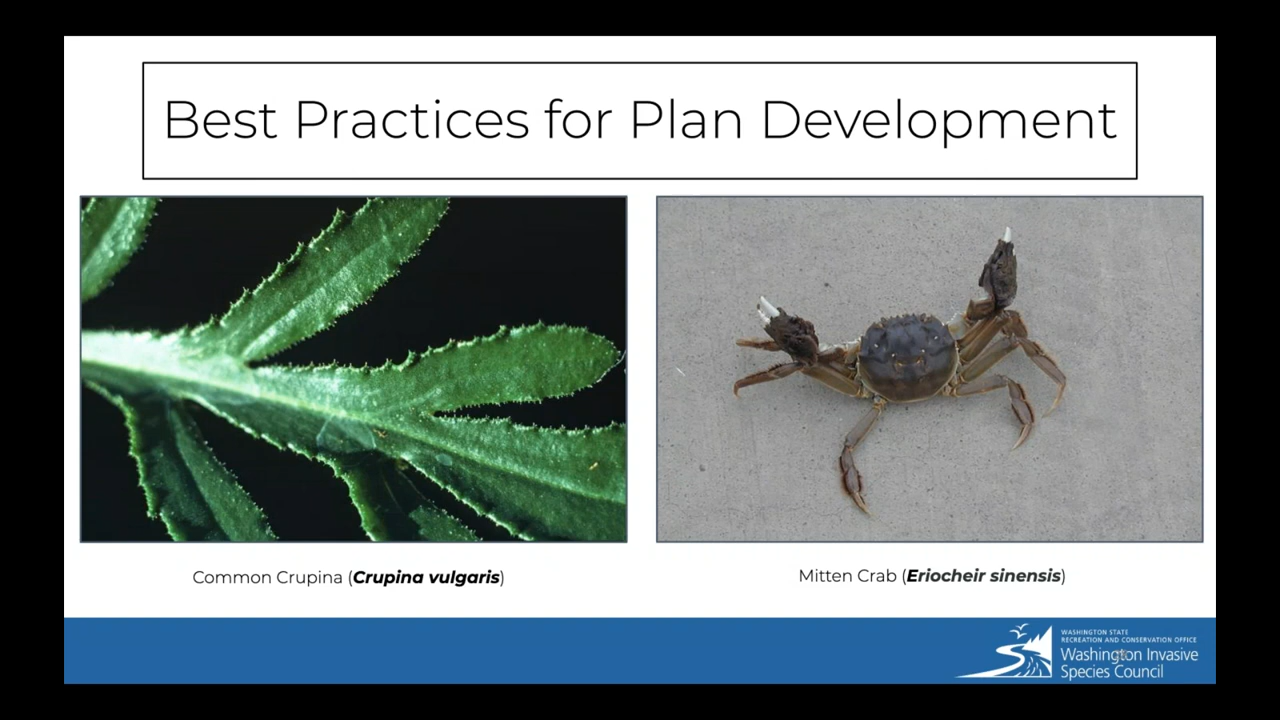 Best Practices for Plan Development
Common Crupina (Crupina vulgaris)
Mitten Crab (Eriocheir sinensis)
WASHINGTON STATE
RECREATION AND CONSERVATION OFFICE
Washington Invasive
Species Council